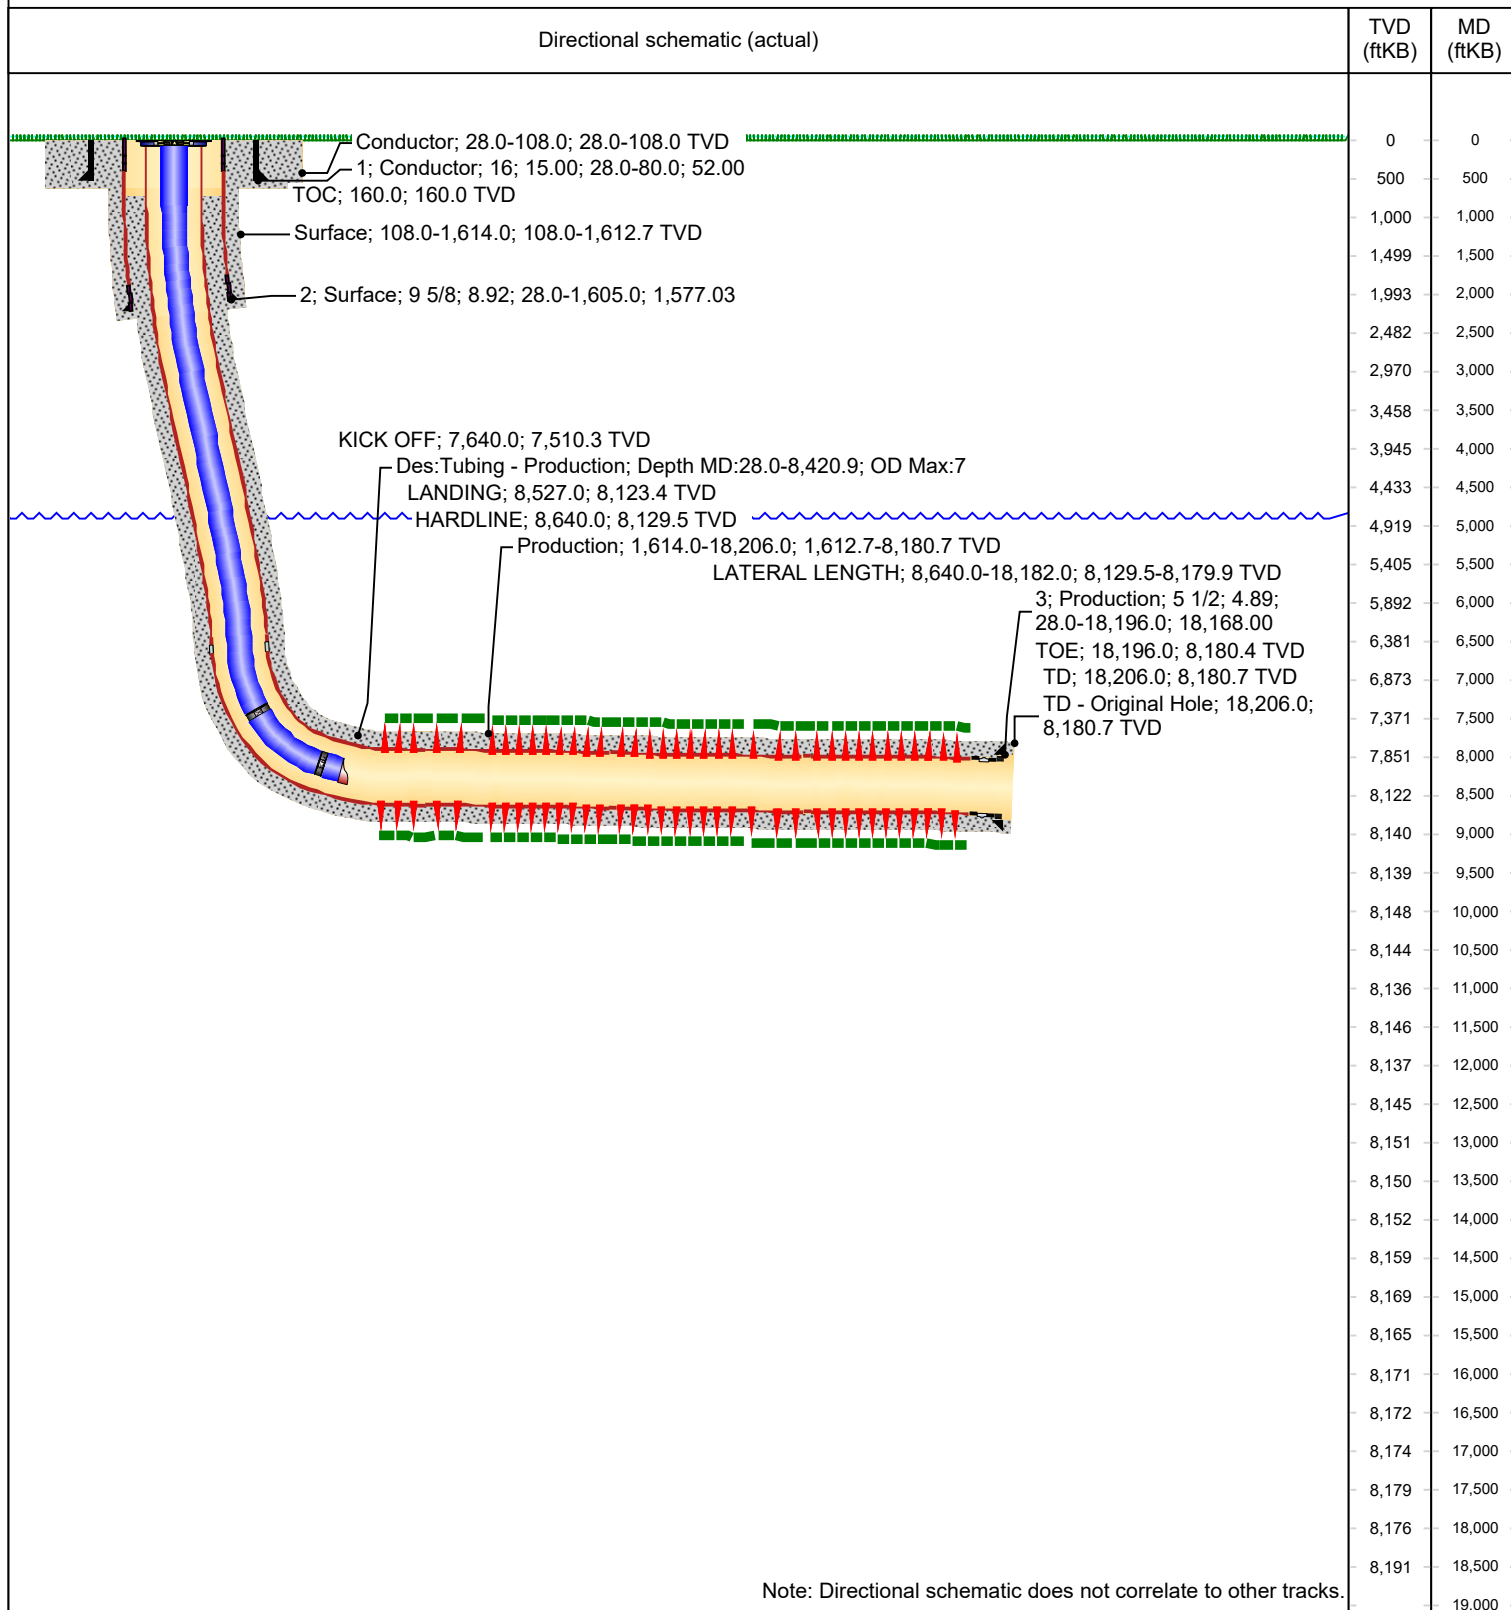 Directional schematic (actual)
TVD
(ftKB)
MD
(ftKB)
Conductor; 28.0-108.0; 28.0-108.0 TVD
1; Conductor; 16; 15.00; 28.0-80.0; 52.00
TOC; 160.0; 160.0 TVD
Surface; 108.0-1,614.0; 108.0-1,612.7 TVD
2; Surface; 9 5/8; 8.92; 28.0-1,605.0; 1,577.03
KICK OFF; 7,640.0; 7,510.3 TVD
Des:Tubing - Production; Depth MD:28.0-8,420.9; OD Max:7
LANDING; 8,527.0; 8,123.4 TVD
HARDLINE; 8,640.0; 8,129.5 TVD
Production; 1,614.0-18,206.0; 1,612.7-8,180.7 TVD
LATERAL LENGTH; 8,640.0-18,182.0; 8,129.5-8,179.9 TVD
3; Production; 5 1/2; 4.89;
28.0-18,196.0; 18,168.00
TOE; 18,196.0; 8,180.4 TVD
TD; 18,206.0; 8,180.7 TVD
TD - Original Hole; 18,206.0;
8,180.7 TVD
0 0
500 500
1,000 1,000
1,499 1,500
1,993 2,000
2,482 2,500
2,970 3,000
3,458 3,500
3,945 4,000
4,433 4,500
4,919 5,000
5,405 5,500
5,892 6,000
6,381 6,500
6,873 7,000
7,371 7,500
7,851 8,000
8,122 8,500
8,140 9,000
8,139 9,500
8,148 10,000
8,144 10,500
8,136 11,000
8,146 11,500
8,137 12,000
8,145 12,500
8,151 13,000
8,150 13,500
8,152 14,000
8,159 14,500
8,169 15,000
8,165 15,500
8,171 16,000
8,172 16,500
8,174 17,000
8,179 17,500
8,176 18,000
8,191 18,500
19,000
Note: Directional schematic does not correlate to other tracks.